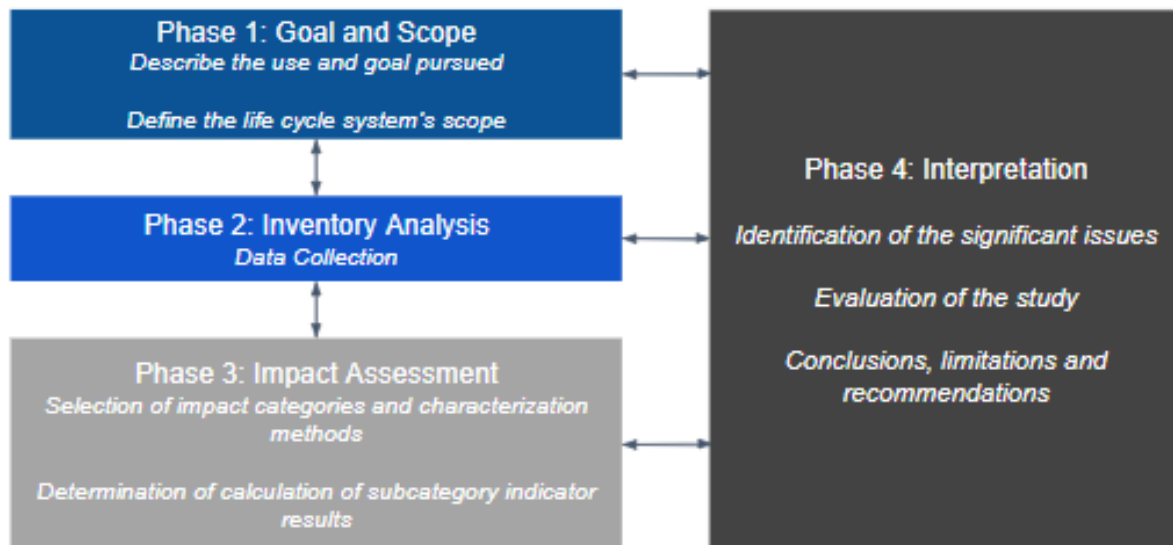 Phase 1: Goal and Scope
Describe the use and goal pursued
Define the life cycle system's scope
Phase 2: Inventory Analysis
Data Collection
Phase 3: Impact Assessment
Selection of impact categories and characterization
methods
Determination of calculation of subcategory indicator
results
Phase 4: Interpretation
Identification of the significant issues
Evaluation of the study
Conclusions, limitations and
recommendations